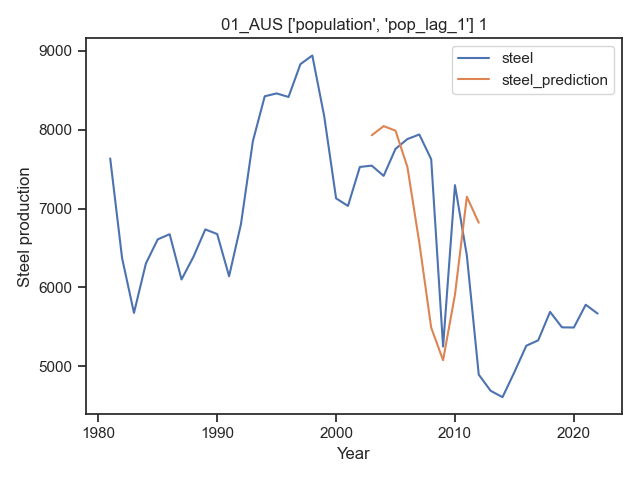 01_AUS ['population', 'pop_lag_1'] 1
steel
steel_prediction
Steel production
9000
8000
7000
6000
5000
1980
1990
2000
2010
2020
Year